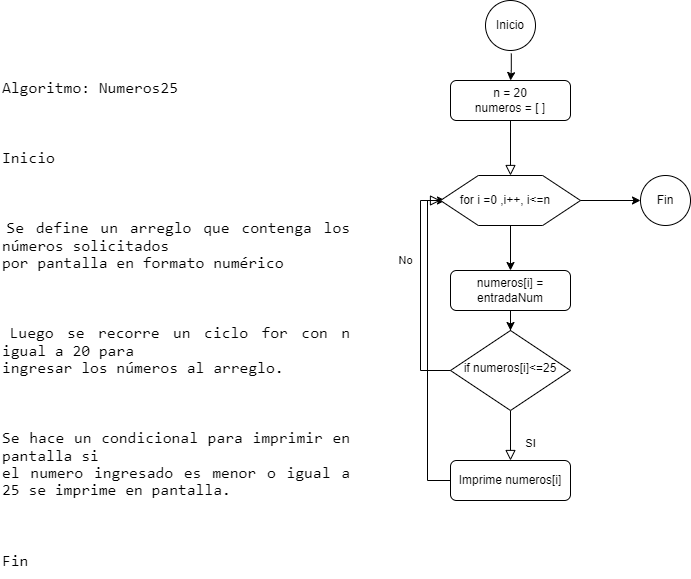 Algoritmo: Numeros25
Inicio
Se define un arreglo que contenga los
números solicitados
por pantalla en formato numérico
Luego se recorre un ciclo for con n
igual a 20 para
ingresar los números al arreglo.
Se hace un condicional para imprimir en
pantalla si
el numero ingresado es menor o igual a
25 se imprime en pantalla.
Fin
Inicio
n = 20
numeros = [ ]
for i =0 ,i++, i<=n
Fin
No
numeros[i] =
entradaNum
if numeros[i]<=25
SI
Imprime numeros[i]